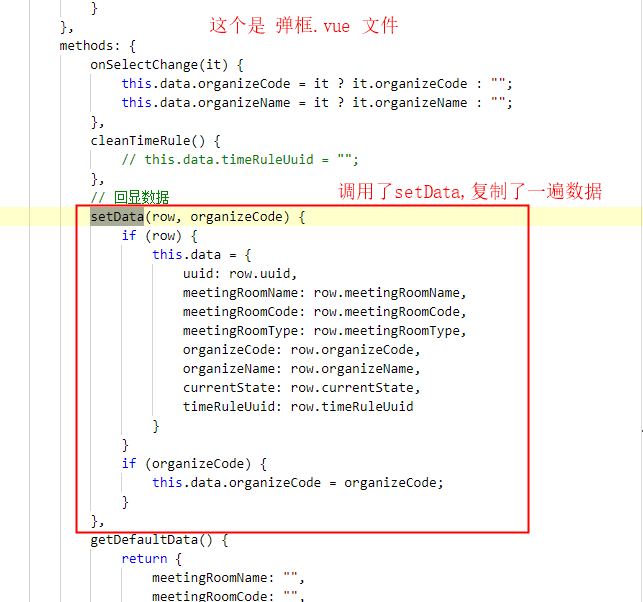 }
},
这个是 弹框.vue 文件
methods: {
onSelectChange(it) {
this.data.organizeCode = it ? it.organizeCode : "";
this.data.organizeName = it ? it.organizeName : "";
},
cleanTimeRule() {
// this.data.timeRuleUuid = "";
},
// 回显数据
调用了setData,复制了一遍数据
setData(row, organizeCode) {
if (row) {
this.data = {
uuid: row.uuid,
meetingRoomName: row.meetingRoomName,
meetingRoomCode: row.meetingRoomCode,
meetingRoomType: row.meetingRoomType,
organizeCode: row.organizeCode,
organizeName: row.organizeName,
currentState: row.currentState,
timeRuleUuid: row.timeRuleUuid
}
}
if (organizeCode) {
this.data.organizeCode = organizeCode;
}
},
getDefaultData() {
return {
meetingRoomName: "",
meetingRoomCode: "",